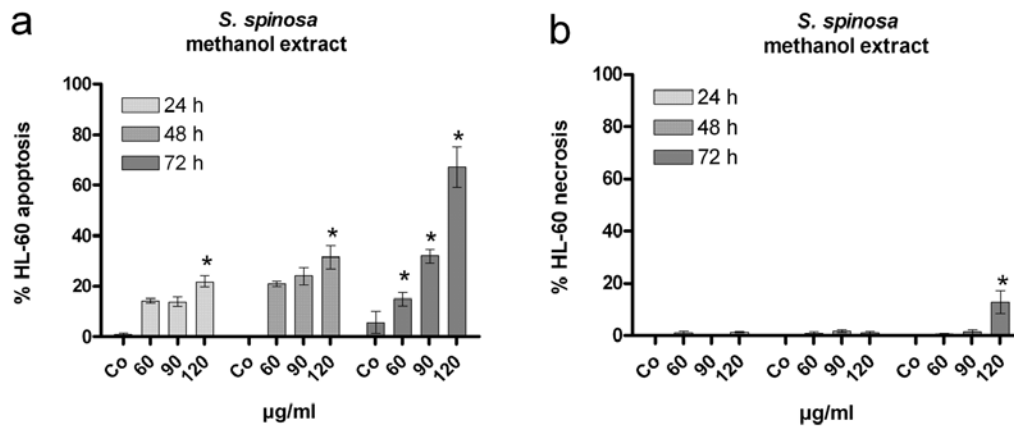 a
S. spinosa
methanol extract
% HL-60 apoptosis
100
80
60
40
20
0
24 h
48 h
72 h
*
*
*
*
*
Co 60 90 120 Co 60 90 120 Co 60 90 120
µg/ml
b
S. spinosa
methanol extract
% HL-60 necrosis
100
80
60
40
20
0
24 h
48 h
72 h
*
Co 60 90 120 Co 60 90 120 Co 60 90 120
µg/ml